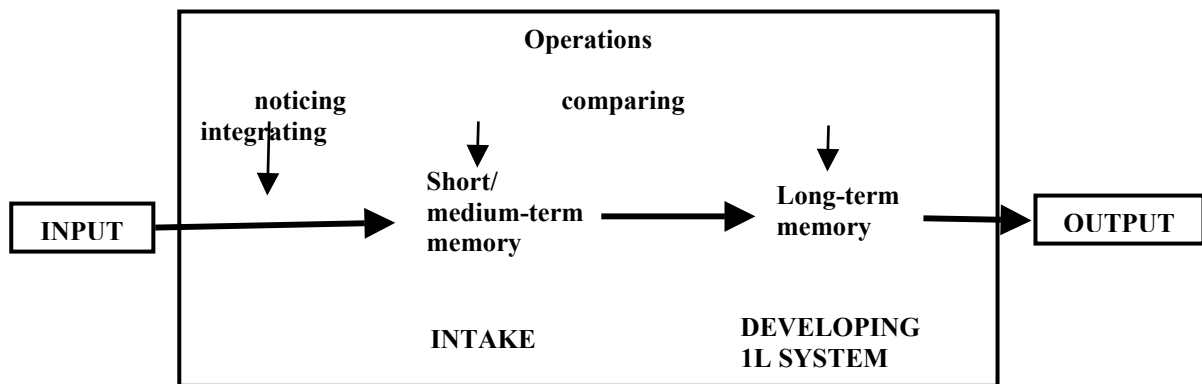 Operations
noticing comparing
integrating
Short/
medium-term
memory
Long-term
memory
INPUT
OUTPUT
INTAKE
DEVELOPING
1L SYSTEM